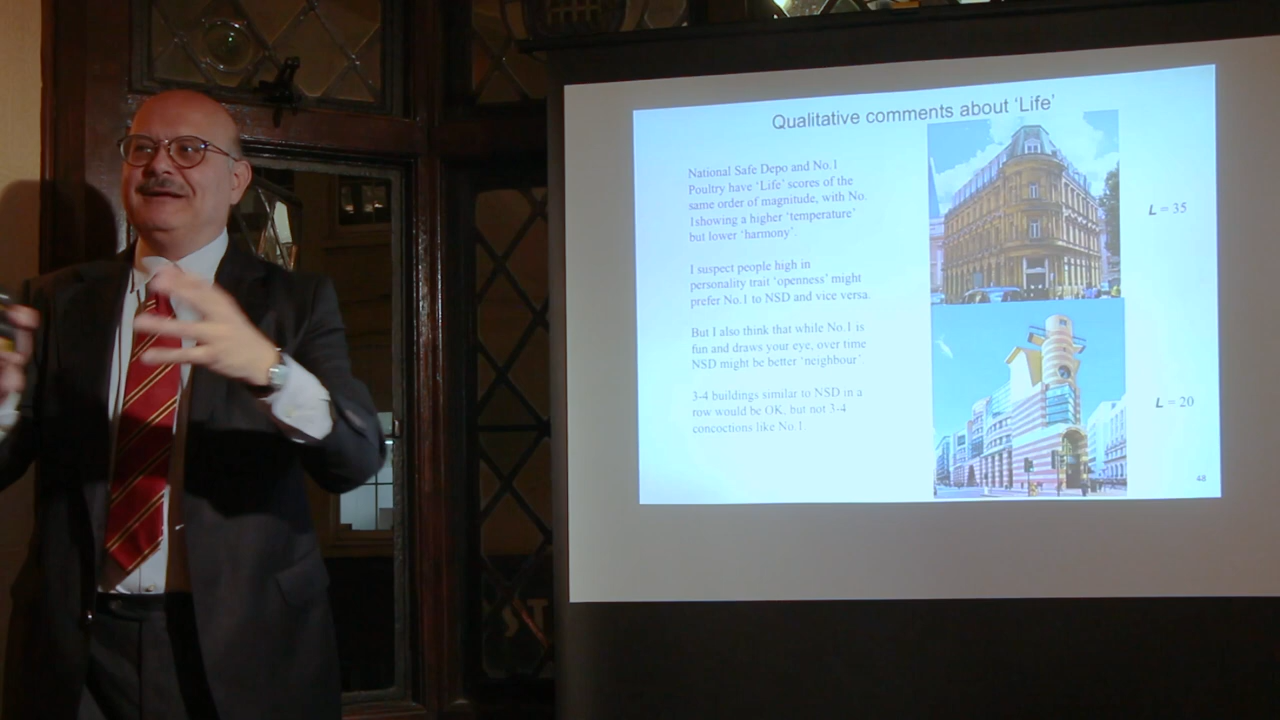 Qualitative comments about 'Life'
National Safe Depo and No.1
Poultry have 'Life' scores of the
same order of magnitude, with No.
1showing a higher 'temperature'
but lower 'harmony'.
I suspect people high in
personality trait 'openness' might
prefer No.1 to NSD and vice versa.
But I also think that while No.1 is
fun and draws your eye, over time
NSD might be better 'neighbour'.
3-4 buildings similar to NSD in a
row would be OK, but not 3-4
concoctions like No.1.
L = 35
L = 20
48
ST